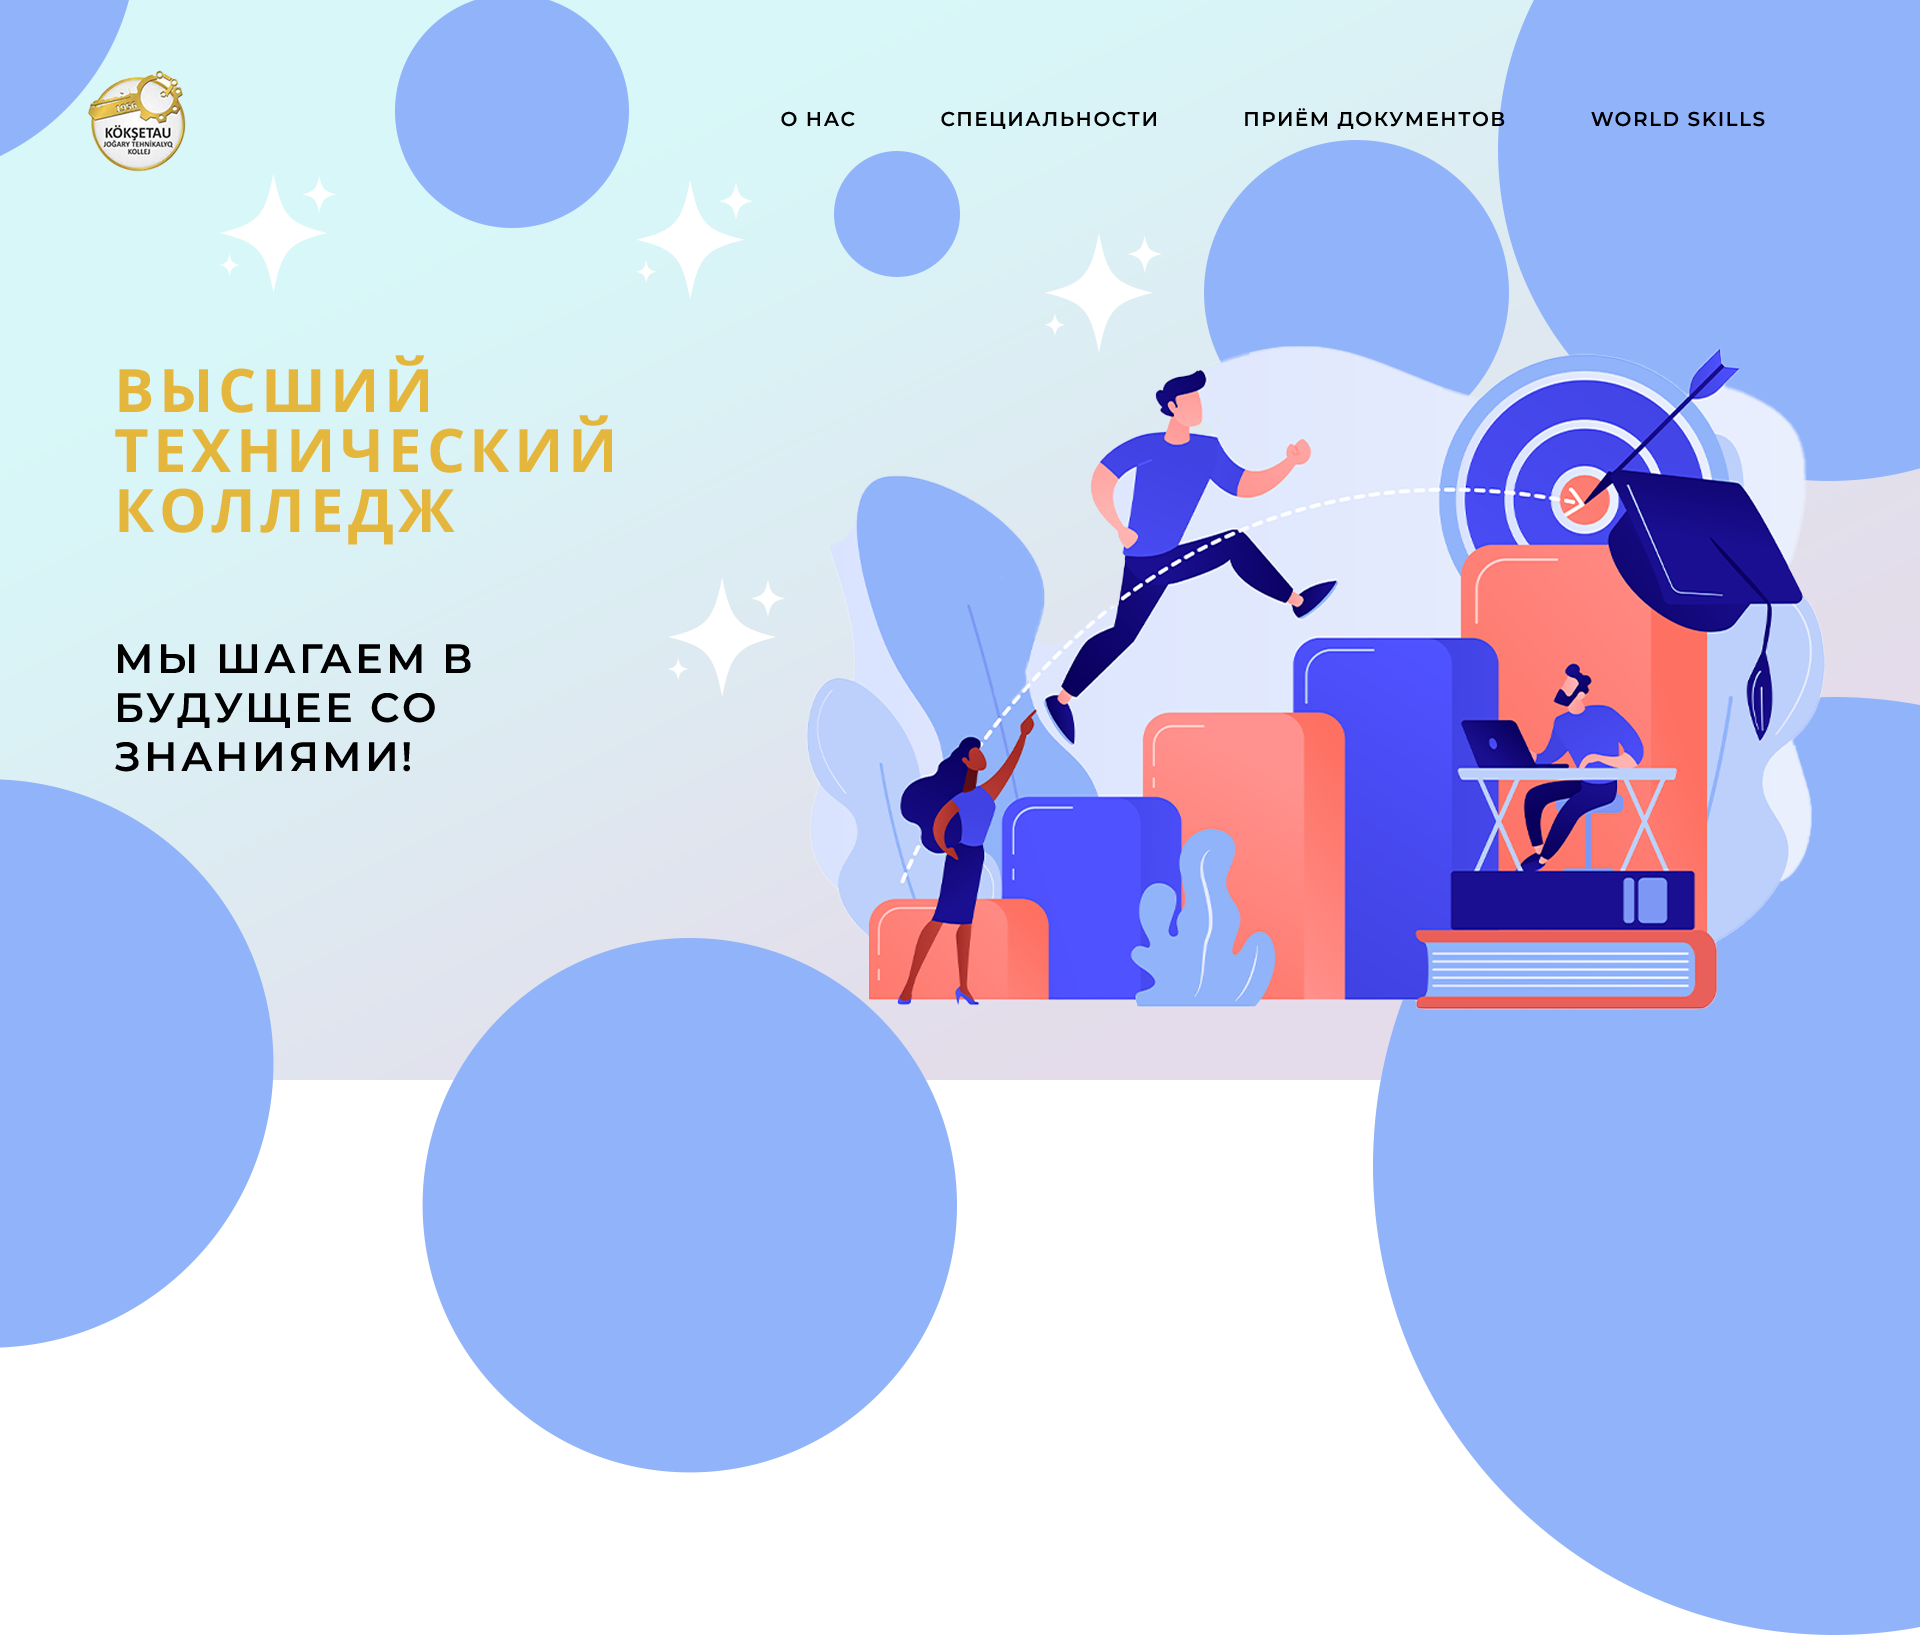 1956
KÖKŞETAU
JOĞARY TEHNİKALYQ
KOLLEJ
О НАС
СПЕЦИАЛЬНОСТИ
ПРИЁМ ДОКУМЕНТОВ
WORLD SKILLS
ВЫСШИЙ
ТЕХНИЧЕСКИЙ
КОЛЛЕДЖ
МЫ ШАГАЕМ В
БУДУЩЕЕ СО
ЗНАНИЯМИ!